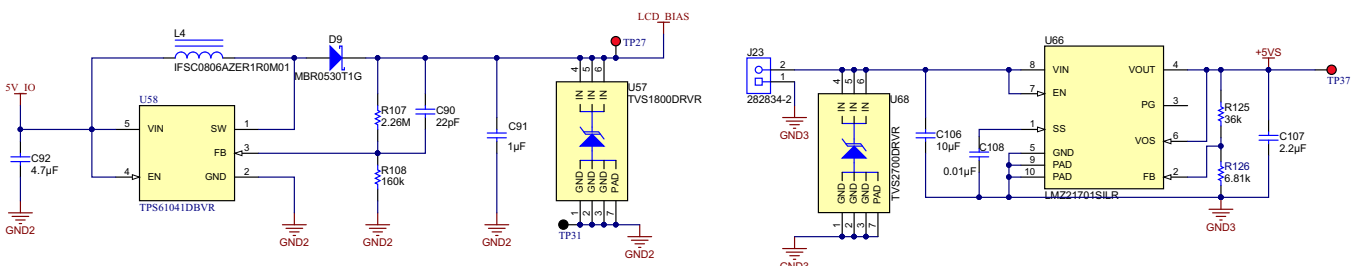 L4
IFSC0806AZER1R0M01
D9
MBR0530T1G
LCD_BIAS
TP27
5V_IO
U58
5
VIN
SW
1
FB
3
4
EN
GND
2
TPS61041DBVR
C92
4.7µF
GND2
GND2
R107
2.26M
R108
160k
GND2
C90
22pF
C91
1µF
GND2
U57
TVS1800DRVR
4
5
6
IN
IN
IN
GND
GND
GND
PAD
1
2
3
7
TP31
GND2
J23
2
1
282834-2
GND3
U68
TVS2700DRVR
4
5
6
IN
IN
IN
GND
GND
GND
PAD
1
2
3
7
GND3
C106
10µF
C108
0.01µF
U66
8
VIN
VOUT
4
7
EN
PG
3
1
SS
VOS
6
5
GND
9
PAD
10
PAD
FB
2
LMZ21701SILR
+5VS
TP37
R125
36k
R126
6.81k
C107
2.2µF
GND3